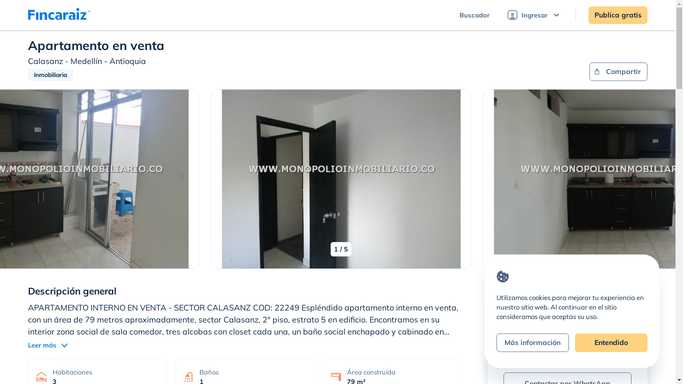 Fincaraiz
Buscador
Ingresar
Publica gratis
Apartamento en venta
Calasanz - Medellín - Antioquia
Inmobiliaria
Compartir
WWW.MONOPOLIOINMOBILIARIO.CO
WWW.MONOPOLIOINMOBILIARIO.CO
WWW.MONOPOLIOINMOBILIARIO
1 / 5
Descripción general
APARTAMENTO INTERNO EN VENTA - SECTOR CALASANZ COD: 22249 Espléndido apartamento interno en venta,
con un área de 79 metros aproximadamente, sector Calasanz, 2° piso, estrato 5 en edificio. Encontramos en su
interior zona social de sala comedor, tres alcobas con closet cada una, un baño social enchapado y cabinado en...
Leer más
Habitaciones
3
Baños
1
Área construida
79 m²
Utilizamos cookies para mejorar tu experiencia en
nuestro sitio web. Al continuar en el sitio
consideramos que aceptas su uso.
Más información
Entendido
Contactar por WhatsApp